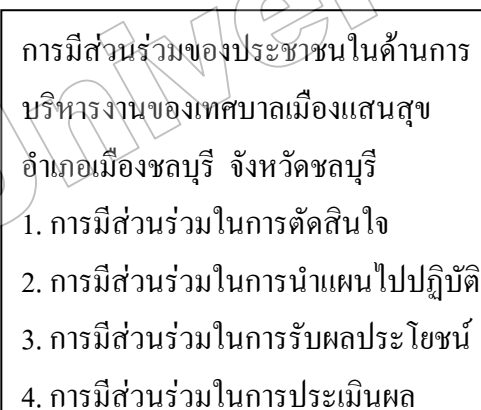 การมีส่วนร่วมของประชาชนในด้านการ
บริหารงานของเทศบาลเมืองแสนสุข
อำเภอเมืองชลบุรี จังหวัดชลบุรี
1. การมีส่วนร่วมในการตัดสินใจ
2. การมีส่วนร่วมในการนำแผนไปปฏิบัติ
3. การมีส่วนร่วมในการรับผลประโยชน์
4. การมีส่วนร่วมในการประเมินผล